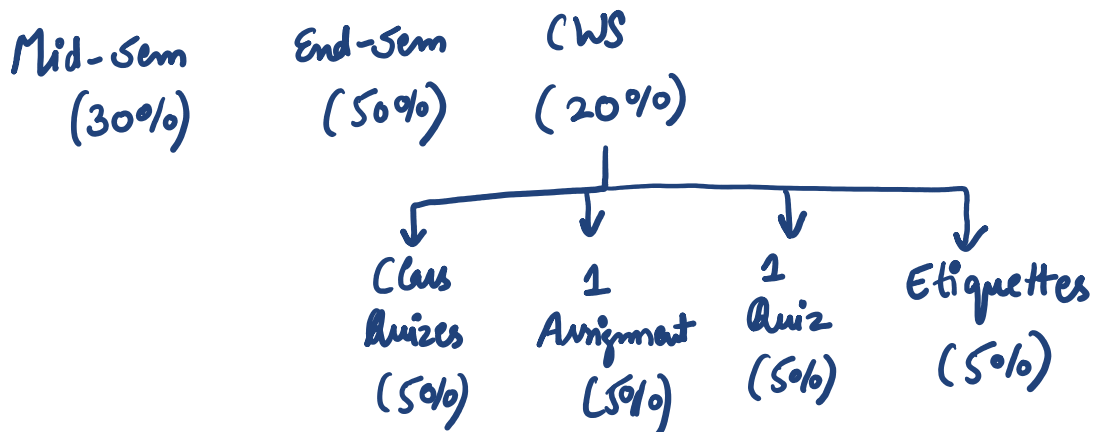 Mid-Sem End-Sem CWS
(30%) (50%) (20%)
Class 1 1 Etiquettes
Quizes Assignment Quiz (5%)
(5%) (5%) (5%)